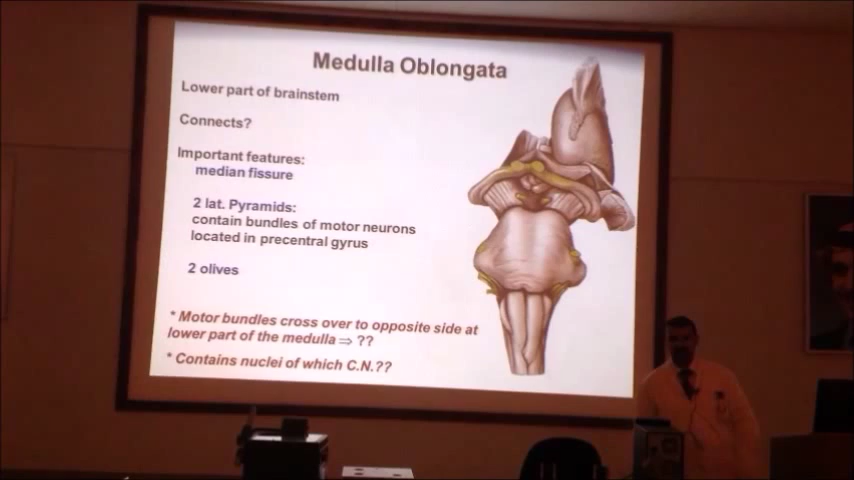 Medulla Oblongata
Lower part of brainstem
Connects?
Important features:
median fissure
2 lat. Pyramids:
contain bundles of motor neurons
located in precentral gyrus
2 olives
* Motor bundles cross over to opposite side at
lower part of the medulla ⇒ ??
* Contains nuclei of which C.N.??